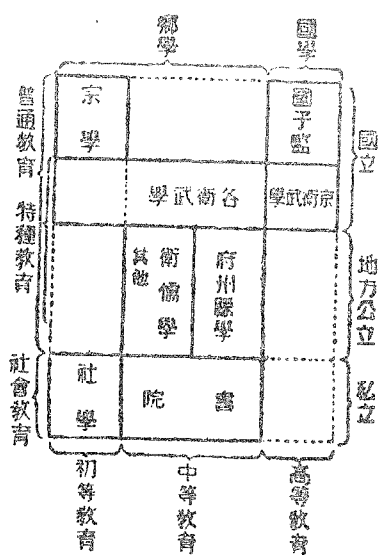 國學
鄉學
國立
地方公立
私立
國子監
宗學
京衛武學
各衛武學
府州縣學
衛儒學
其他
書院
社學
普通教育
特種教育
社會教育
高等教育
中等教育
初等教育